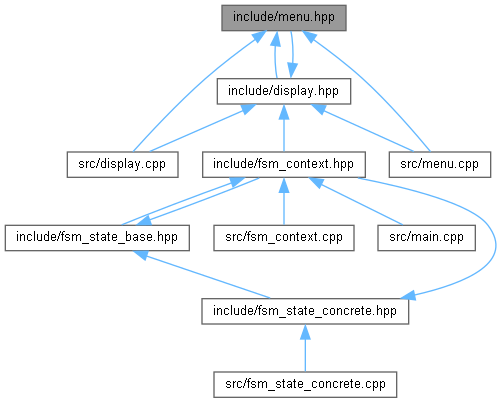 include/menu.hpp
include/display.hpp
src/display.cpp
include/fsm_context.hpp
src/menu.cpp
include/fsm_state_base.hpp
src/fsm_context.cpp
src/main.cpp
include/fsm_state_concrete.hpp
src/fsm_state_concrete.cpp